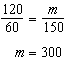 120/60 = m/150
m = 300